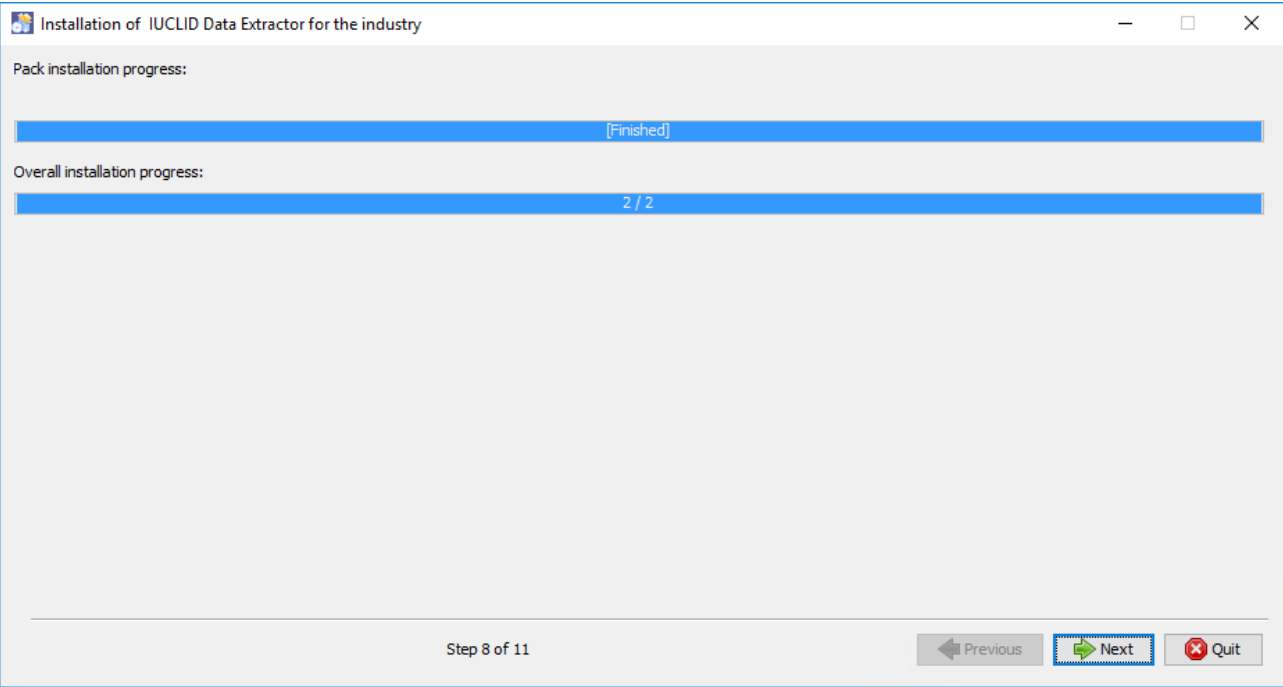 Installation of  IUCLID Data Extractor for the industry
Pack installation progress:
[Finished]
Overall installation progress:
2 / 2
Step 8 of 11
Previous
Next
Quit